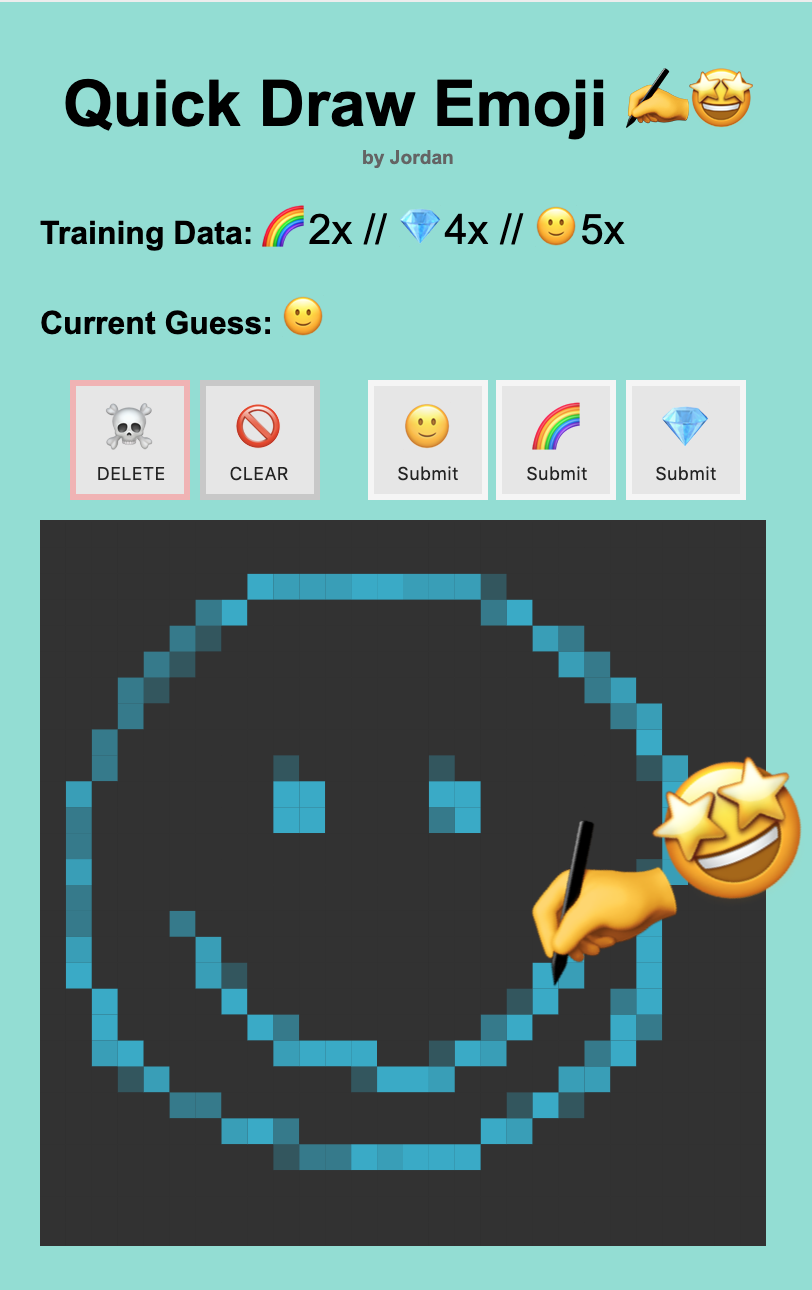 Quick Draw Emoji ✍️🤩
by Jordan
Training Data: 🌈2x // 💎4x // 🙂5x
Current Guess: 🙂
DELETE CLEAR Submit Submit Submit